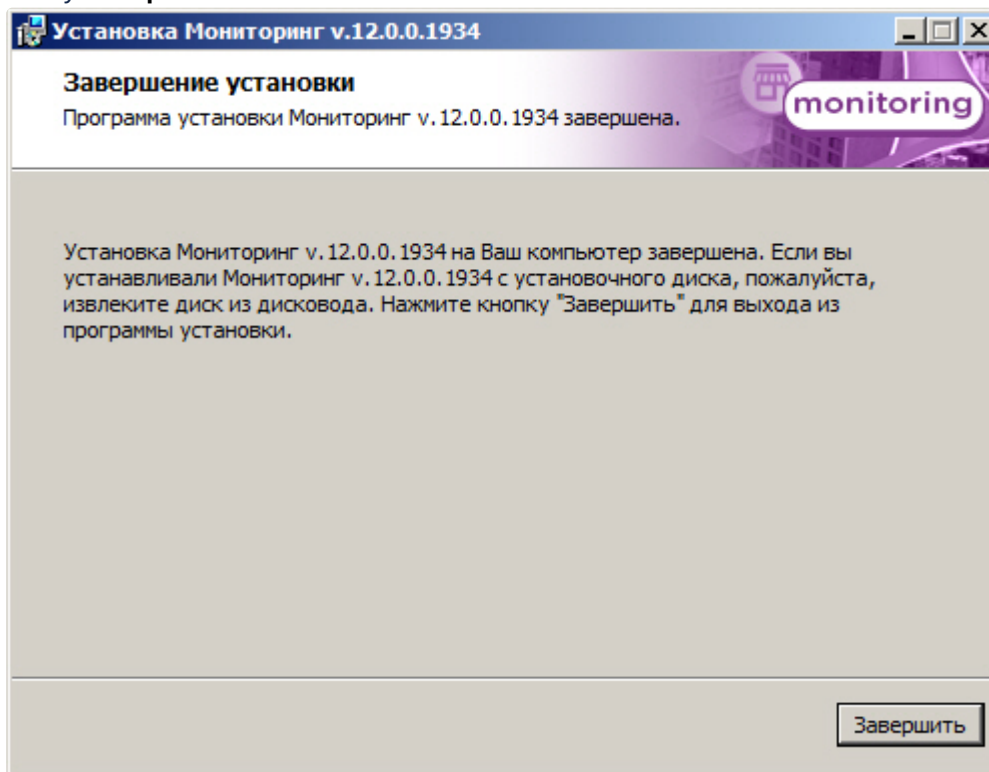 Установка Мониторинг v.12.0.0.1934
Завершение установки
Программа установки Мониторинг v.12.0.0.1934 завершена.
monitoring
Установка Мониторинг v.12.0.0.1934 на Ваш компьютер завершена. Если вы
устанавливали Мониторинг v.12.0.0.1934 с установочного диска, пожалуйста,
извлеките диск из дисковода. Нажмите кнопку "Завершить" для выхода из
программы установки.
Завершить